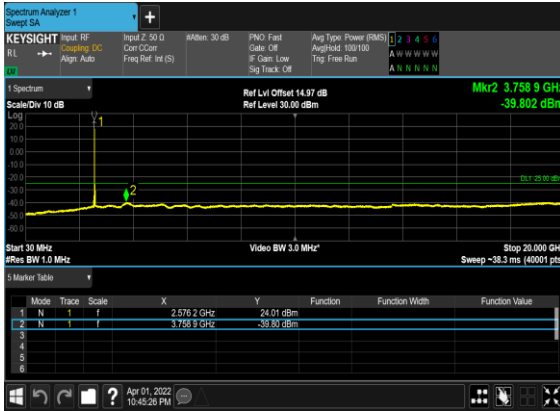 Spectrum Analyzer 1
Swept SA
+
KEYSIGHT
RL
Input: RF
Coupling: DC
Align: Auto
Input Z: 50 Ω
Corr CCorr
Freq Ref: Int (S)
#Atten: 30 dB
PNO: Fast
Gate: Off
IF Gain: Low
Sig Track: Off
Avg Type: Power (RMS)
Avg|Hold: 100/100
Trig: Free Run
1 2 3 4 5 6
A W W W W W
A N N N N N
1 Spectrum
Scale/Div 10 dB
Ref Lvl Offset 14.97 dB
Ref Level 30.00 dBm
Mkr2 3.758 9 GHz
-39.802 dBm
Log
20.0
10.0
0.00
-10.0
-20.0
-30.0
-40.0
-50.0
-60.0
1
2
DL1 -25.00 dBm
Start 30 MHz
#Res BW 1.0 MHz
Video BW 3.0 MHz*
Stop 20.000 GHz
Sweep ~38.3 ms (40001 pts)
5 Marker Table
Mode Trace Scale X Y Function Function Width Function Value
1 N 1 f 2.576 2 GHz 24.01 dBm
2 N 1 f 3.758 9 GHz -39.80 dBm
3
4
5
6
?
Apr 01, 2022
10:45:26 PM